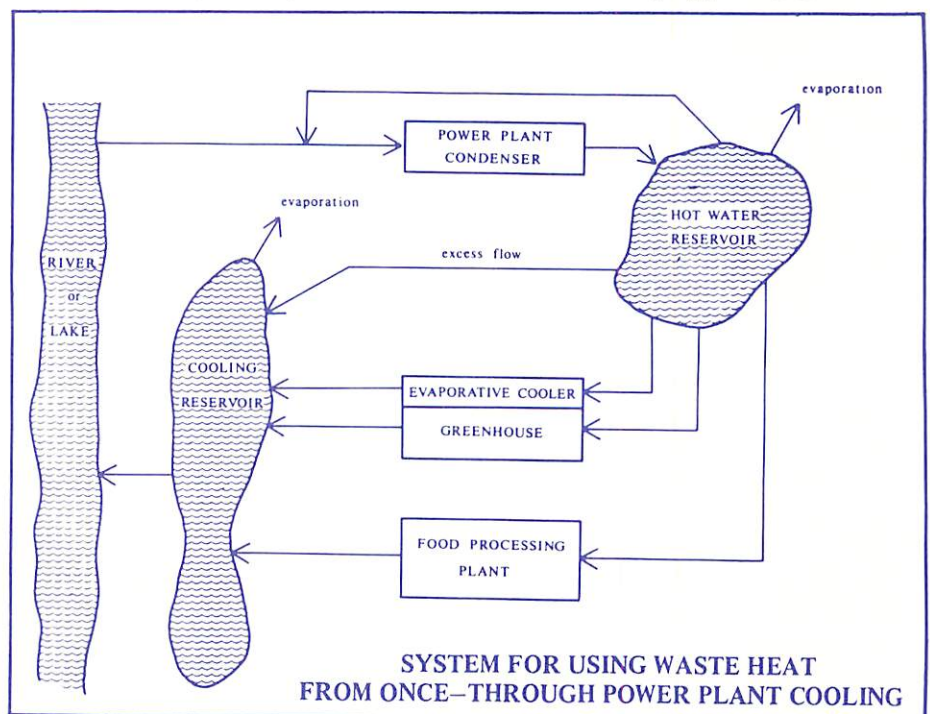 evaporation
POWER PLANT
CONDENSER
HOT WATER
RESERVOIR
evaporation
excess flow
RIVER
or
LAKE
COOLING
RESERVOIR
EVAPORATIVE COOLER
GREENHOUSE
FOOD PROCESSING
PLANT
SYSTEM FOR USING WASTE HEAT
FROM ONCE—THROUGH POWER PLANT COOLING